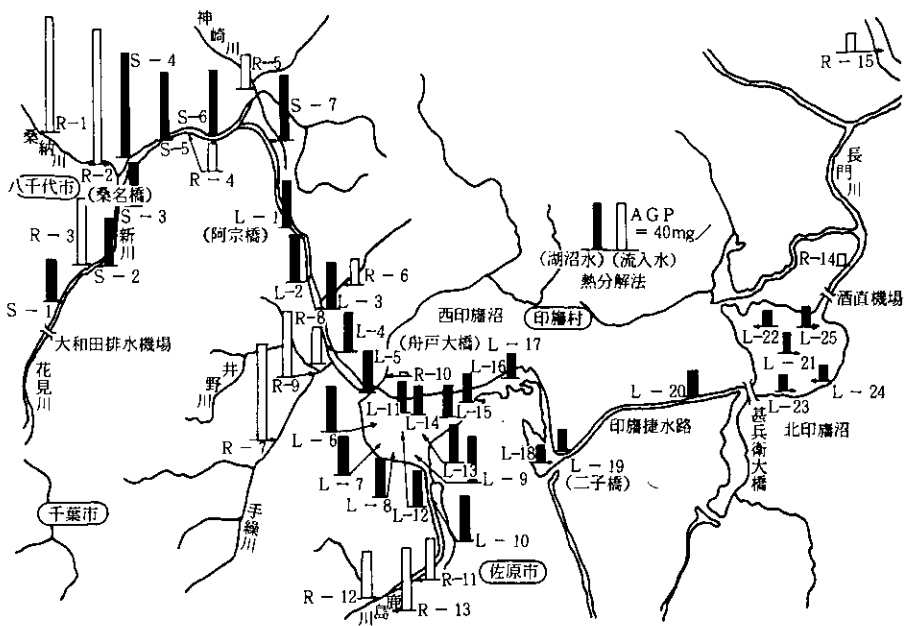 神崎川
R-5
R-15
S-4
S-6
S-7
R-1
桑納川
S-5
R-2
R-4
八千代市
(桑名橋)
長門川
S-3
L-1
(阿宗橋)
R-3
新川
AGP
=40mg
(湖沼水)(流入水)
熱分解法
S-2
R-14
R-6
L-2
S-1
L-3
酒直機場
R-8
西印旛沼
印旛村
L-4
(舟戸大橋)
L-17
L-22
L-25
大和田排水機場
L-5
L-16
L-21
花見川
井野川
R-9
R-10
L-20
L-24
L-11
L-14
L-15
L-23
印旛捷水路
北印旛沼
甚兵衛大橋
R-7
L-6
L-13
L-18
L-19
(二子橋)
L-7
L-9
L-8
L-12
千葉市
手繰川
L-10
R-11
佐原市
R-12
鹿島川
R-13